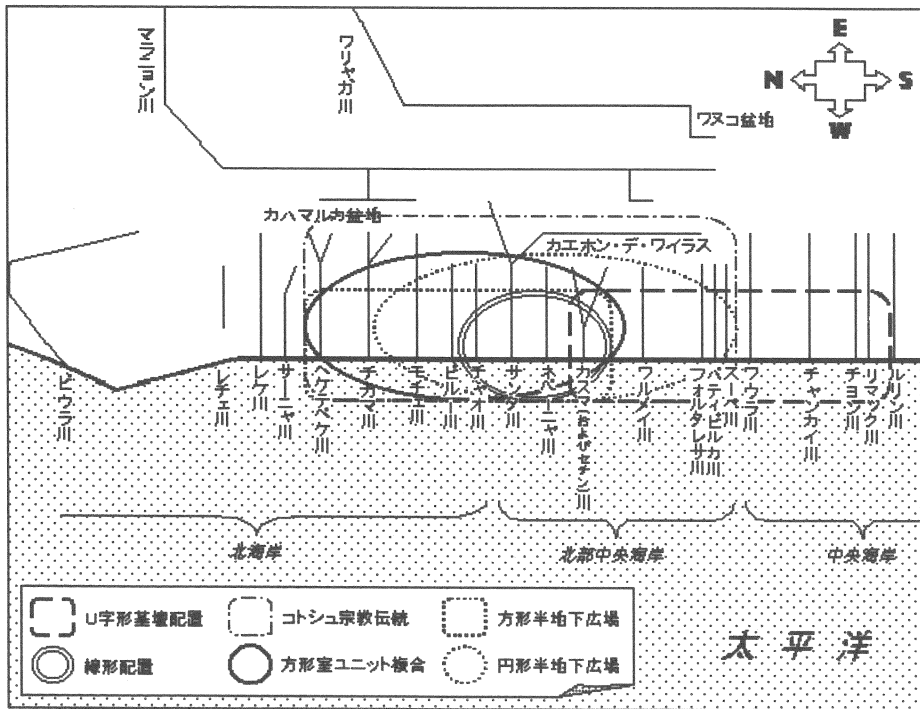 マラニョン川
ワリャガ川
E
N
S
W
ワヌコ盆地
カハマルカ盆地
カエホン・デ・ワイラス
ピウラ川
レチェ川
レケ川
サーニャ川
ヘケテペケ川
チカマ川
モチェ川
ビルー川
チャオ川
サンタ川
ネペーニャ川
カスマおよびセチン川
ワルメイ川
フォルタレサ川
パティビルカ川
スーペ川
ワウラ川
チャンカイ川
チヨン川
リマック川
ルリン川
北海岸
北部中央海岸
中央海岸
U字形基壇配置
コトシュ宗教伝統
方形半地下広場
線形配置
方形室ユニット複合
円形半地下広場
太平洋